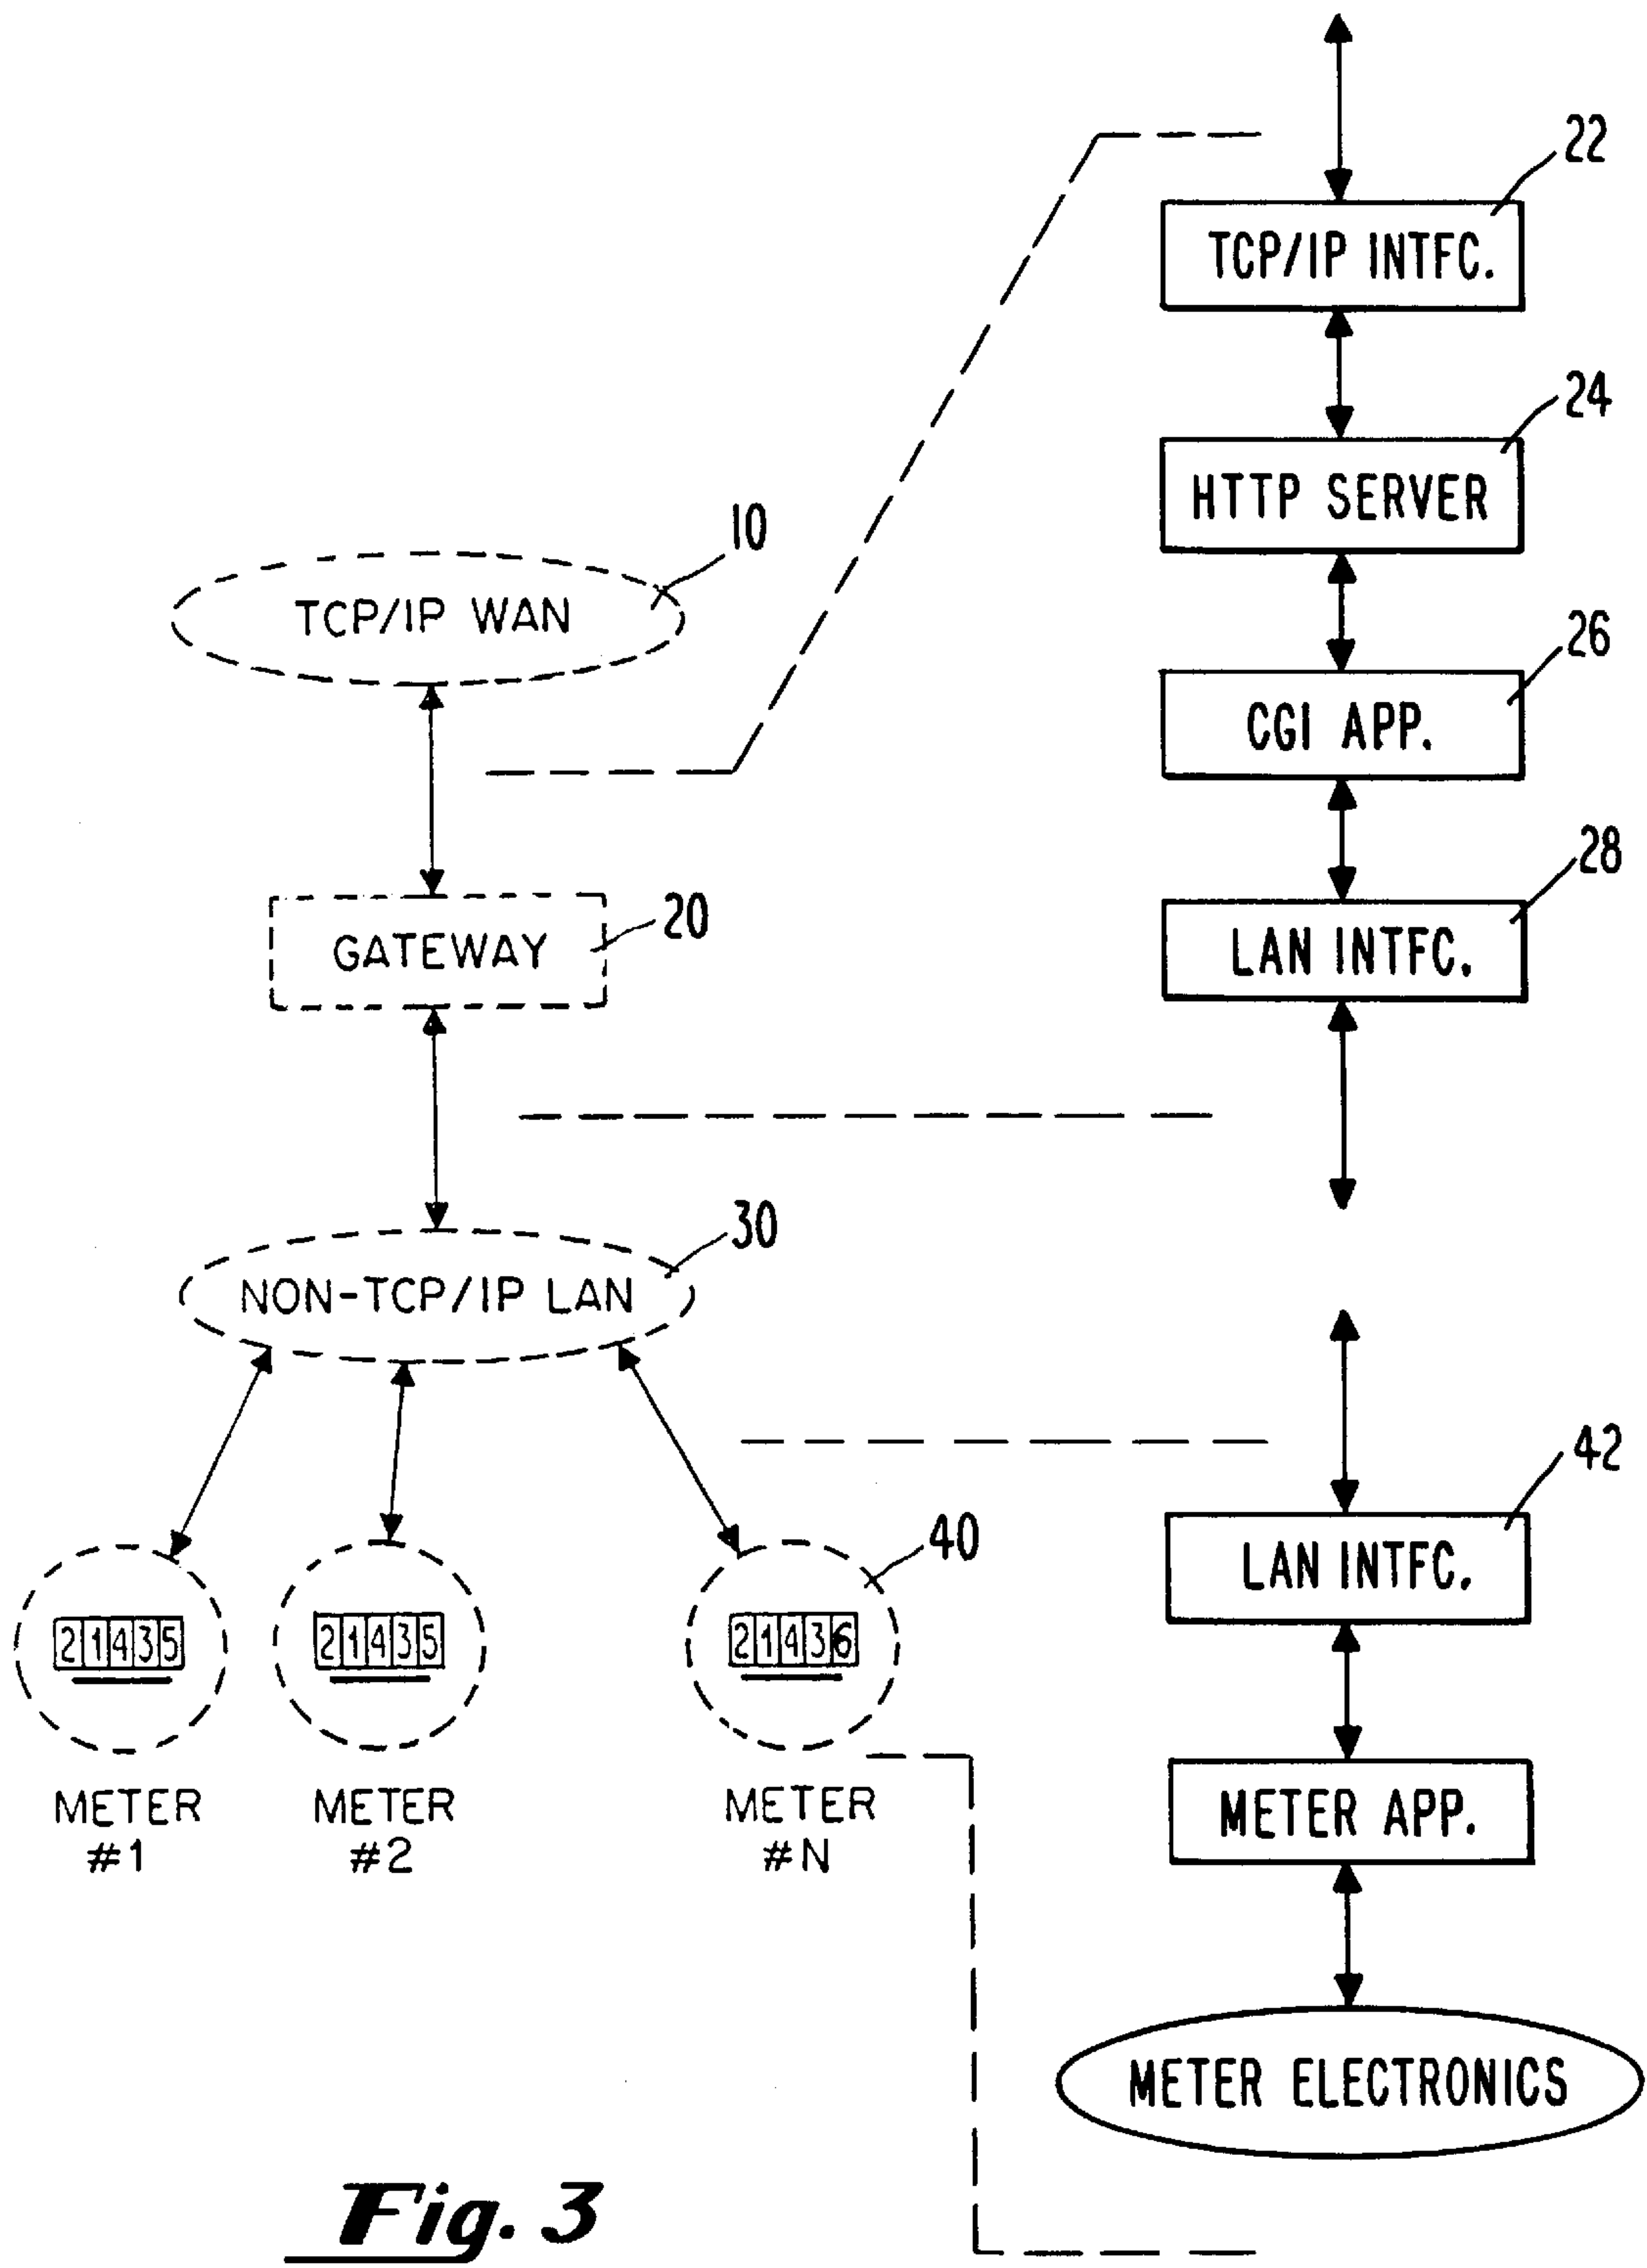 22
TCP/IP INTFC.
24
HTTP SERVER
10
TCP/IP WAN
26
CGI APP.
28
20
GATEWAY
LAN INTFC.
30
NON-TCP/IP LAN
42
40
LAN INTFC.
21435
21435
21436
METER
#1
METER
#2
METER
#N
METER APP.
METER ELECTRONICS
Fig. 3